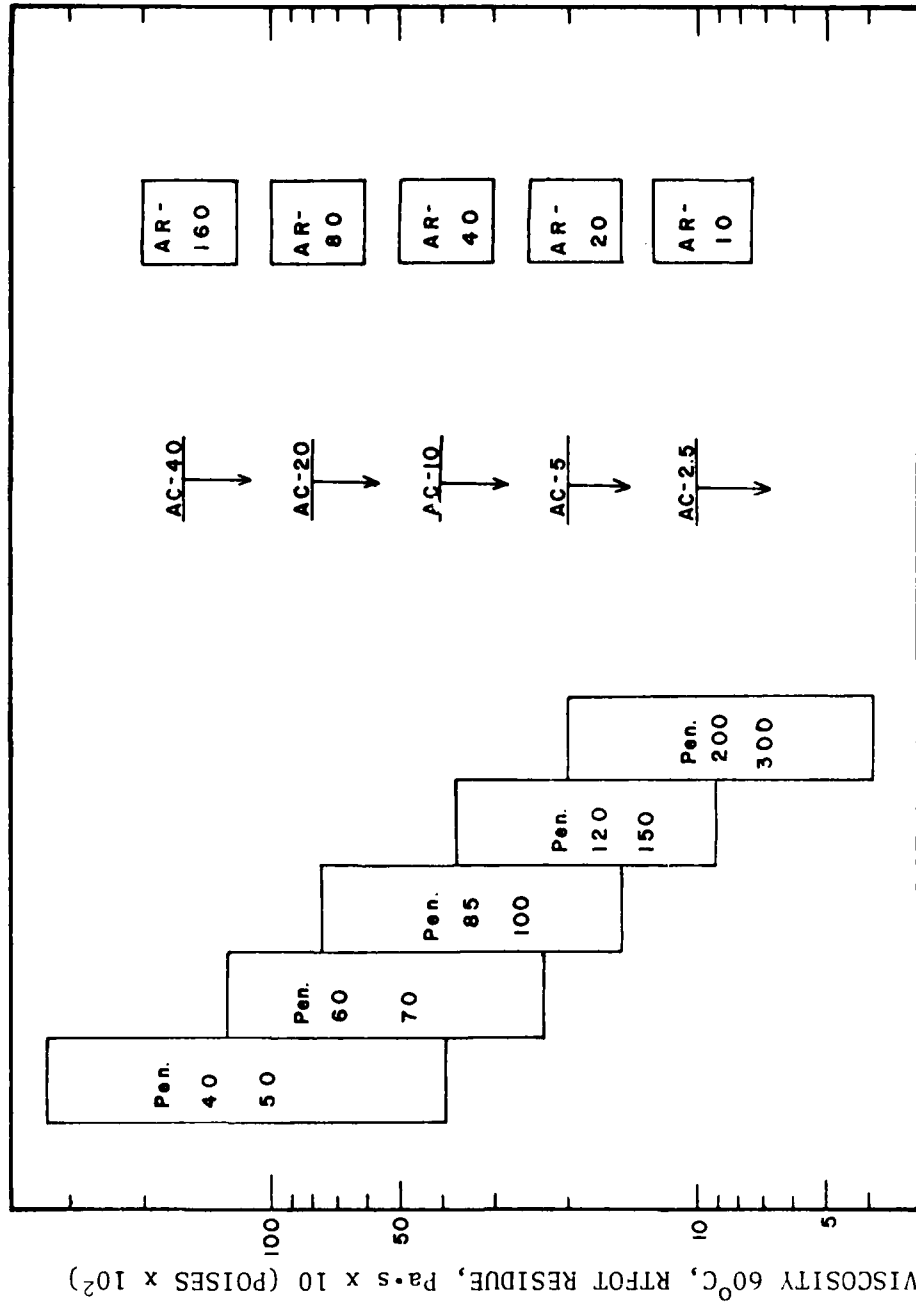 VISCOSITY 60°C, RTFOT RESIDUE, Pa·s x 10 (POISES x 10²)
100
50
10
5
Pen.
40
50
Pen.
60
70
Pen.
85
100
Pen.
120
150
Pen.
200
300
AC-40
AC-20
AC-10
AC-5
AC-2.5
AR-
160
AR-
80
AR-
40
AR-
20
AR-
10